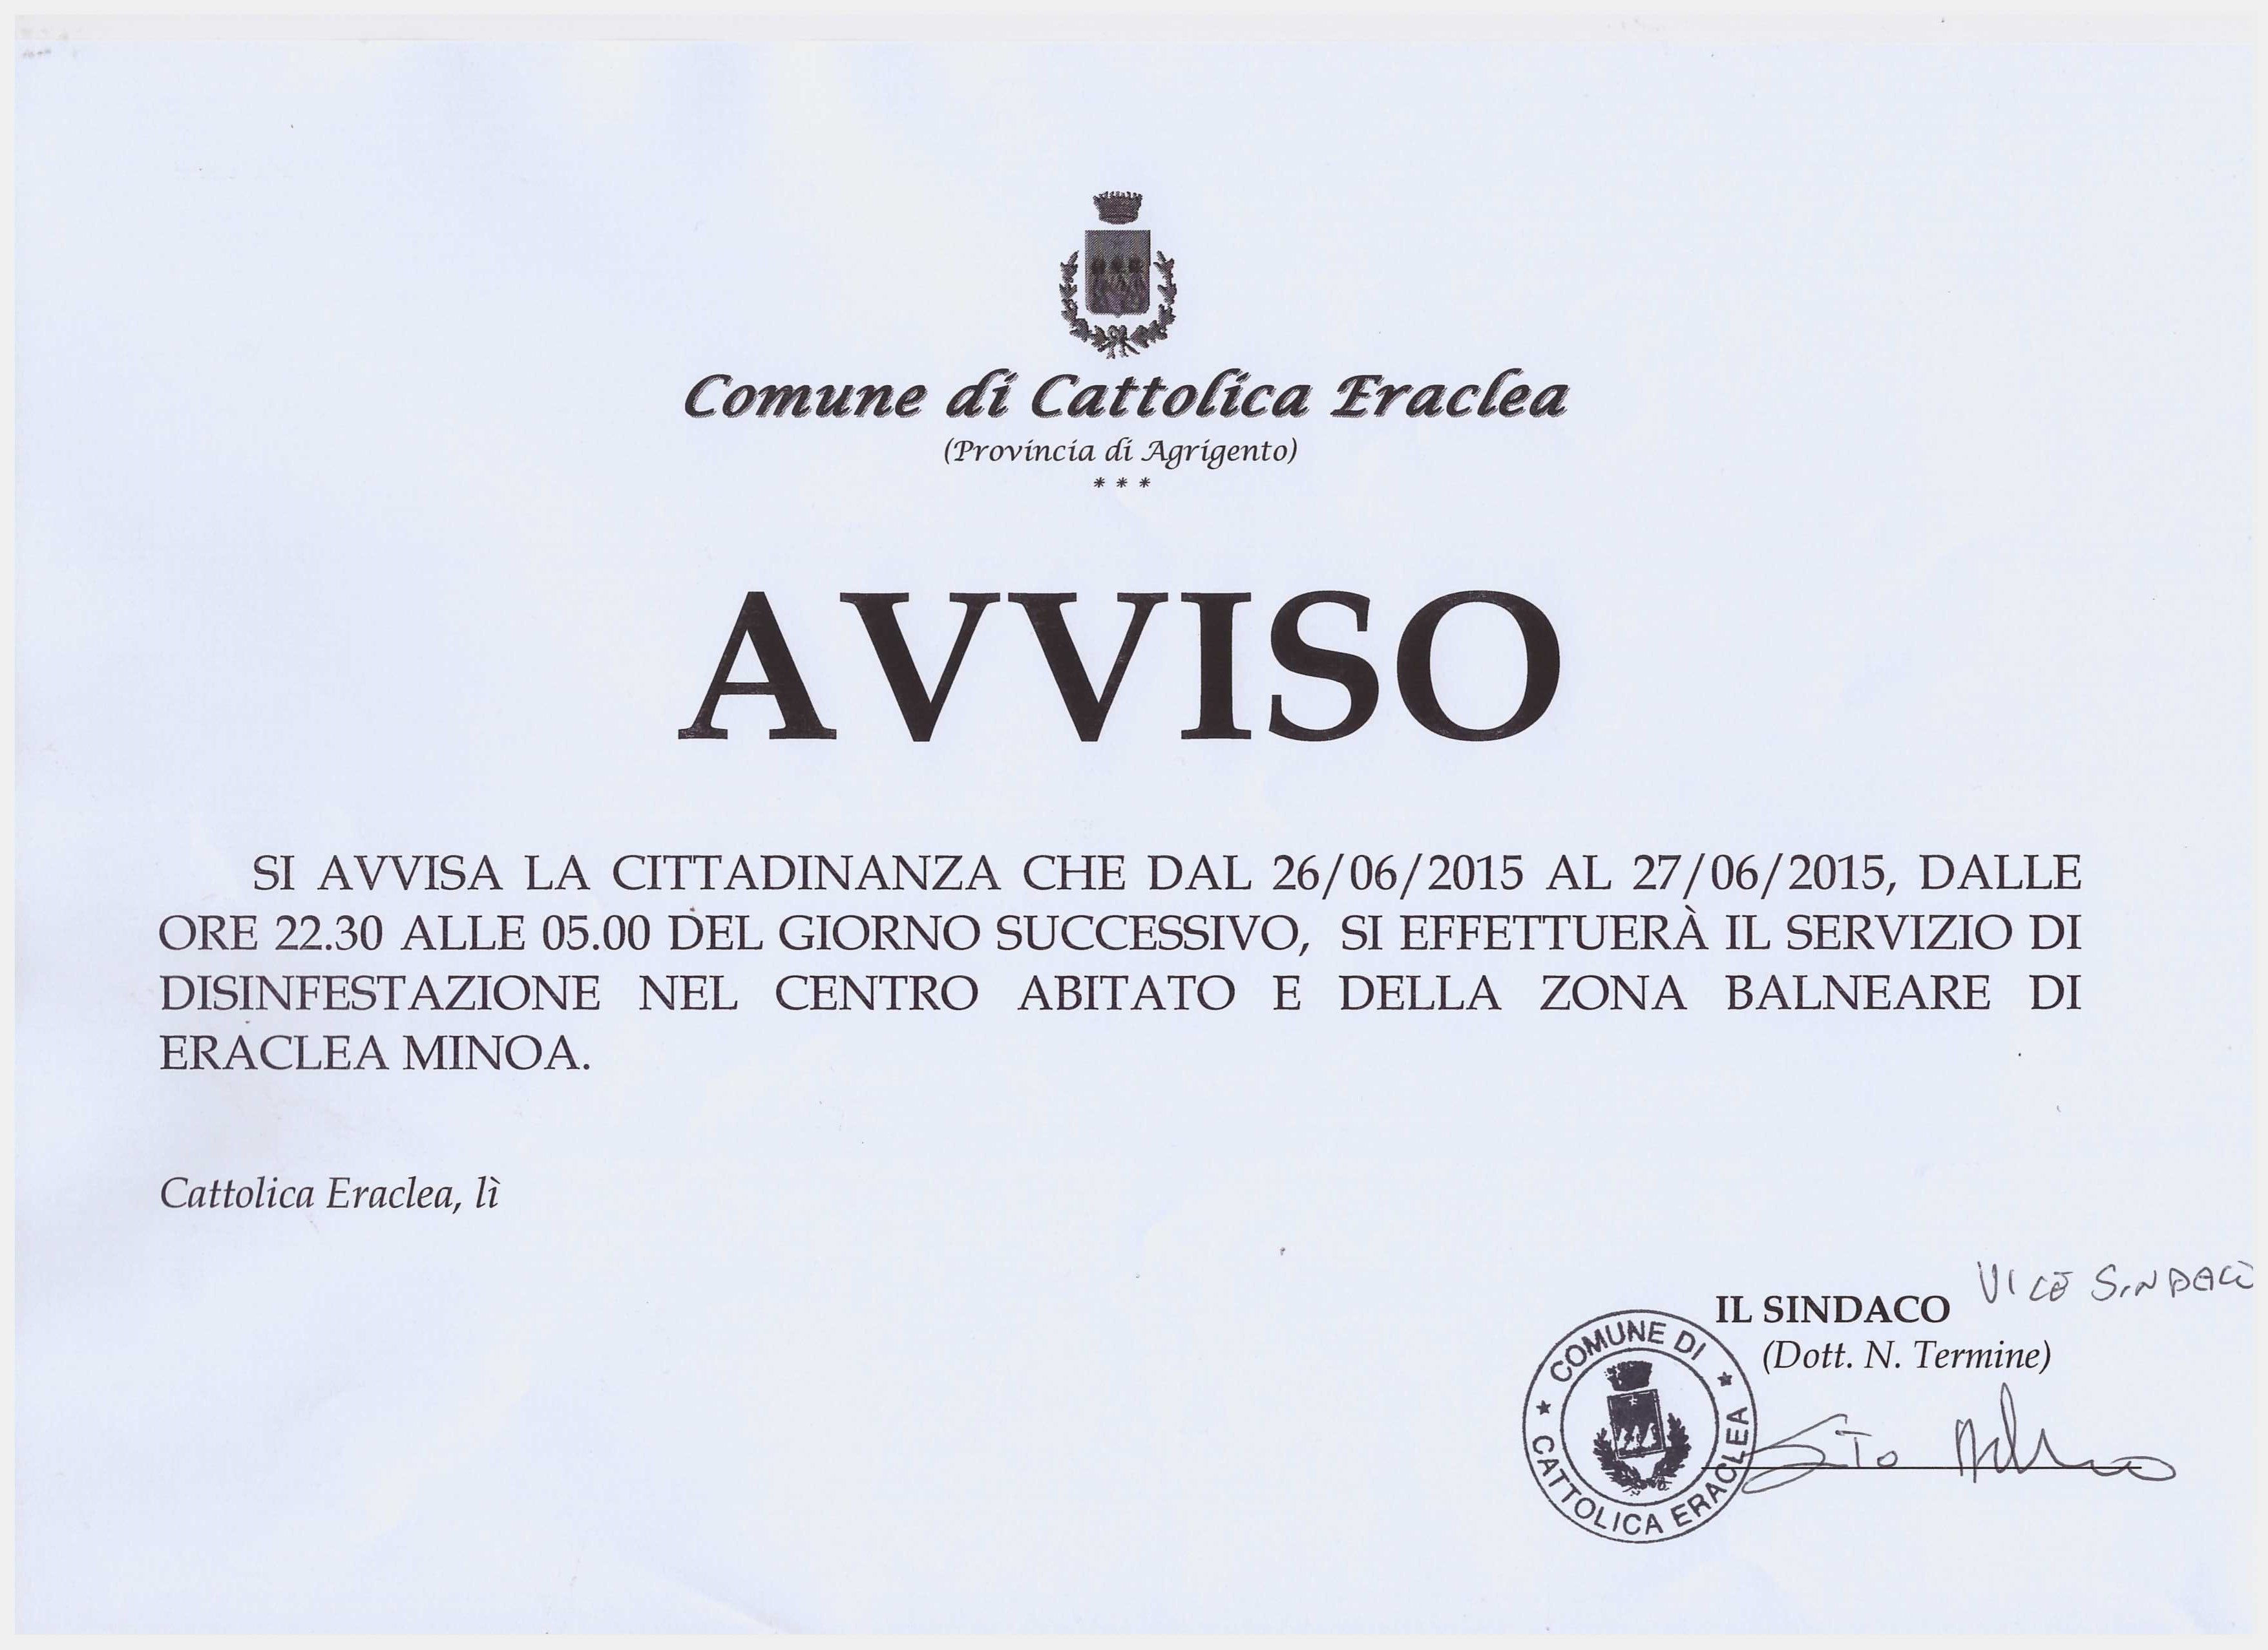 Comune di Cattolica Eraclea
(Provincia di Agrigento)
* * *
AVVISO
SI AVVISA LA CITTADINANZA CHE DAL 26/06/2015 AL 27/06/2015, DALLE
ORE 22.30 ALLE 05.00 DEL GIORNO SUCCESSIVO, SI EFFETTUERÀ IL SERVIZIO DI
DISINFESTAZIONE NEL CENTRO ABITATO E DELLA ZONA BALNEARE DI
ERACLEA MINOA.
Cattolica Eraclea, lì
VICE SINDACO
IL SINDACO
(Dott. N. Termine)
COMUNE DI
CATTOLICA ERACLEA